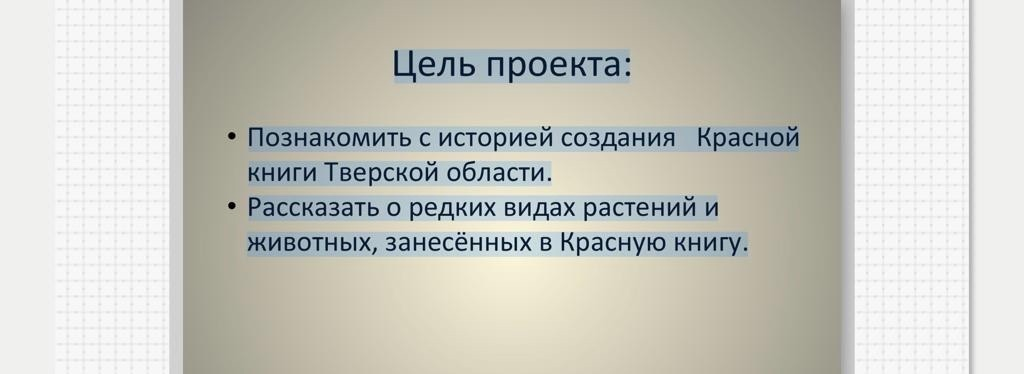 Цель проекта:
• Познакомить с историей создания Красной
книги Тверской области.
• Рассказать о редких видах растений и
животных, занесённых в Красную книгу.